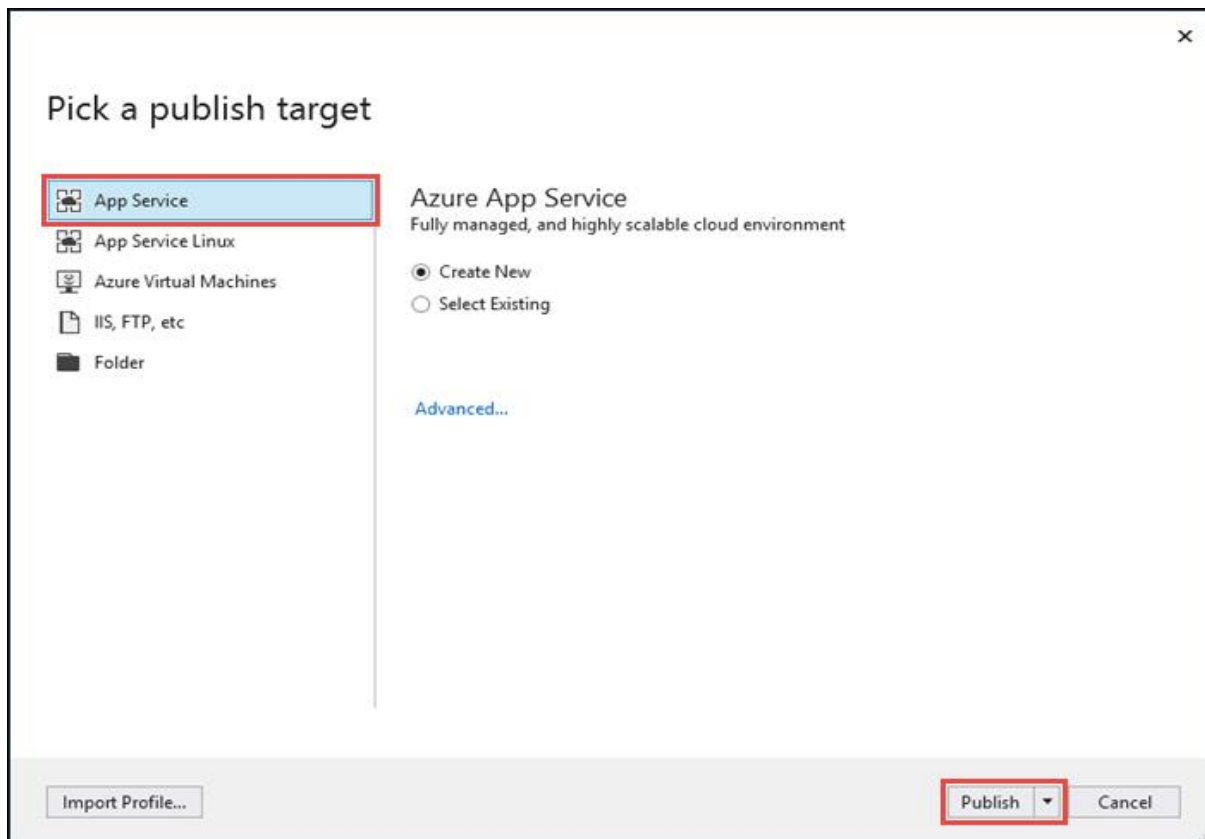 Pick a publish target
App Service
App Service Linux
Azure Virtual Machines
IIS, FTP, etc
Folder
Azure App Service
Fully managed, and highly scalable cloud environment
Create New
Select Existing
Advanced...
Import Profile...
Publish
Cancel